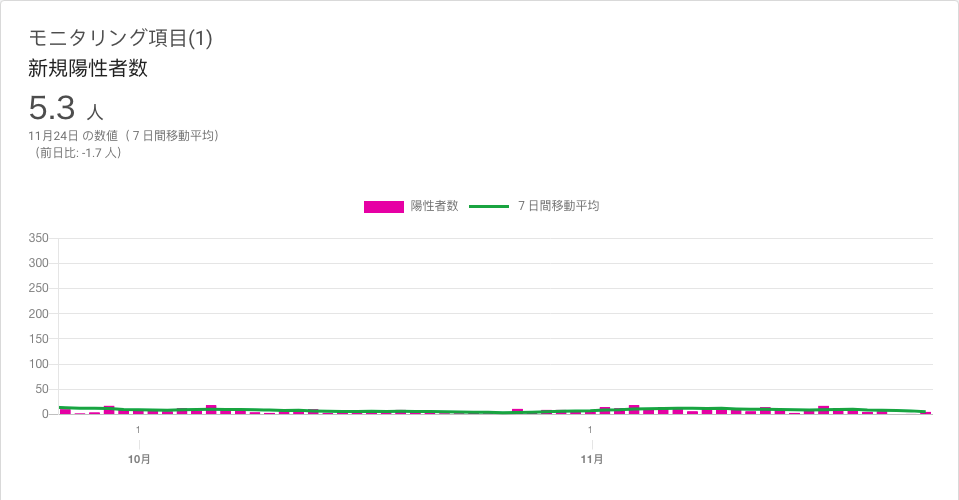 モニタリング項目(1)
新規陽性者数
5.3 人
11月24日 の数値（７日間移動平均）
（前日比: -1.7 人）
陽性者数 ７日間移動平均
350
300
250
200
150
100
50
0
1 1
10月 11月